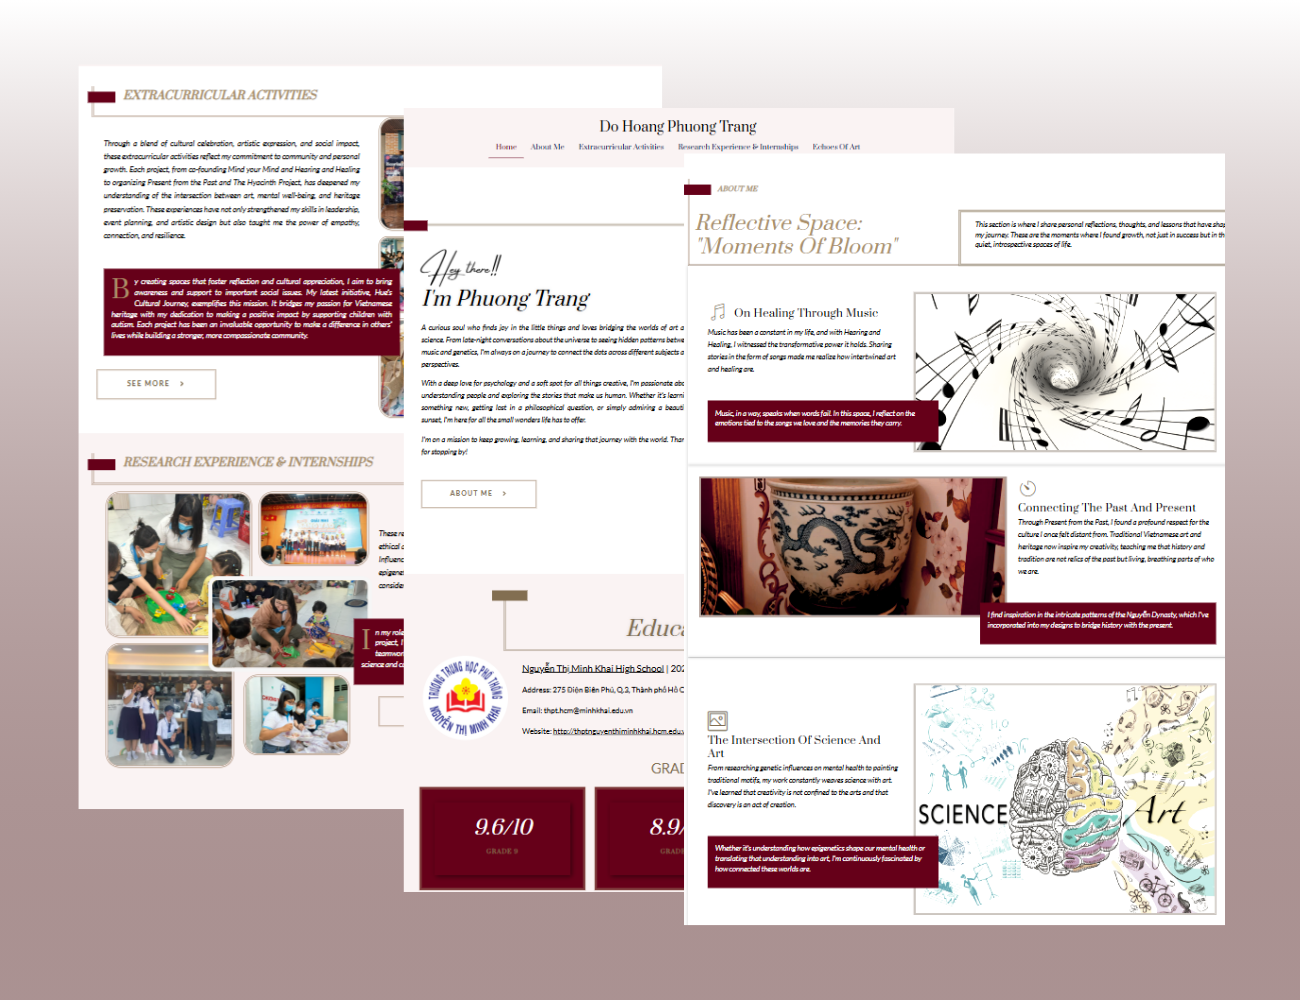 EXTRACURRICULAR ACTIVITIES
Through a blend of cultural celebration, artistic expression, and social impact,
these extracurricular activities reflect my commitment to community and personal
growth. Each project, from co-founding Mind your Mind and Hearing and Healing
to organizing Present from the Past and The Hyacinth Project, has deepened my
understanding of the intersection between art, mental well-being, and heritage
preservation. These experiences have not only strengthened my skills in leadership,
event planning, and artistic design but also taught me the power of empathy,
connection, and resilience.
By creating spaces that foster reflection and cultural appreciation, I aim to bring
awareness and support to important social issues. My latest initiative, Hue's
Cultural Journey, exemplifies this mission. It bridges my passion for Vietnamese
heritage with my dedication to making a positive impact by supporting children with
autism. Each project has been an invaluable opportunity to make a difference in others'
lives while building a stronger, more compassionate community.
SEE MORE >
RESEARCH EXPERIENCE & INTERNSHIPS
These re
ethical a
Influenc
epigene
conside
In my role
project, I
teamwor
science and co
Do Hoang Phuong Trang
Home About Me Extracurricular Activities Research Experience & Internships Echoes Of Art
Hey there!!
I'm Phuong Trang
A curious soul who finds joy in the little things and loves bridging the worlds of art a
science. From late-night conversations about the universe to seeing hidden patterns betwe
music and genetics, I'm always on a journey to connect the dots across different subjects a
perspectives.
With a deep love for psychology and a soft spot for all things creative, I'm passionate abo
understanding people and exploring the stories that make us human. Whether it's learni
something new, getting lost in a philosophical question, or simply admiring a beauti
sunset, I'm here for all the small wonders life has to offer.
I'm on a mission to keep growing, learning, and sharing that journey with the world. Than
for stopping by!
ABOUT ME >
Educa
TRƯỜNG TRUNG HỌC PHỔ THÔNG
NGUYỄN THỊ MINH KHAI
Nguyễn Thị Minh Khai High School | 202
Address: 275 Điện Biên Phủ, Q.3, Thành phố Hồ C
Email: thpt.hcm@minhkhai.edu.vn
Website: http://thptnguyenthiminhkhai.hcm.edu.v
GRAD
9.6/10
GRADE 8
8.9/
GRADE
ABOUT ME
Reflective Space:
"Moments Of Bloom"
This section is where I share personal reflections, thoughts, and lessons that have shap
my journey. These are the moments where I found growth, not just in success but in th
quiet, introspective spaces of life.
On Healing Through Music
Music has been a constant in my life, and with Hearing and
Healing, I witnessed the transformative power it holds. Sharing
stories in the form of songs made me realize how intertwined art
and healing are.
Music, in a way, speaks when words fail. In this space, I reflect on the
emotions tied to the songs we love and the memories they carry.
Connecting The Past And Present
Through Present from the Past, I found a profound respect for the
culture I once felt distant from. Traditional Vietnamese art and
heritage now inspire my creativity, teaching me that history and
tradition are not relics of the past but living, breathing parts of who
we are.
I find inspiration in the intricate patterns of the Nguyễn Dynasty, which I've
incorporated into my designs to bridge history with the present.
The Intersection Of Science And
Art
From researching genetic influences on mental health to painting
traditional motifs, my work constantly weaves science with art.
I've learned that creativity is not confined to the arts and that
discovery is an act of creation.
Whether it's understanding how epigenetics shape our mental health or
translating that understanding into art, I'm continuously fascinated by
how connected these worlds are.
SCIENCE
Art
H₂O